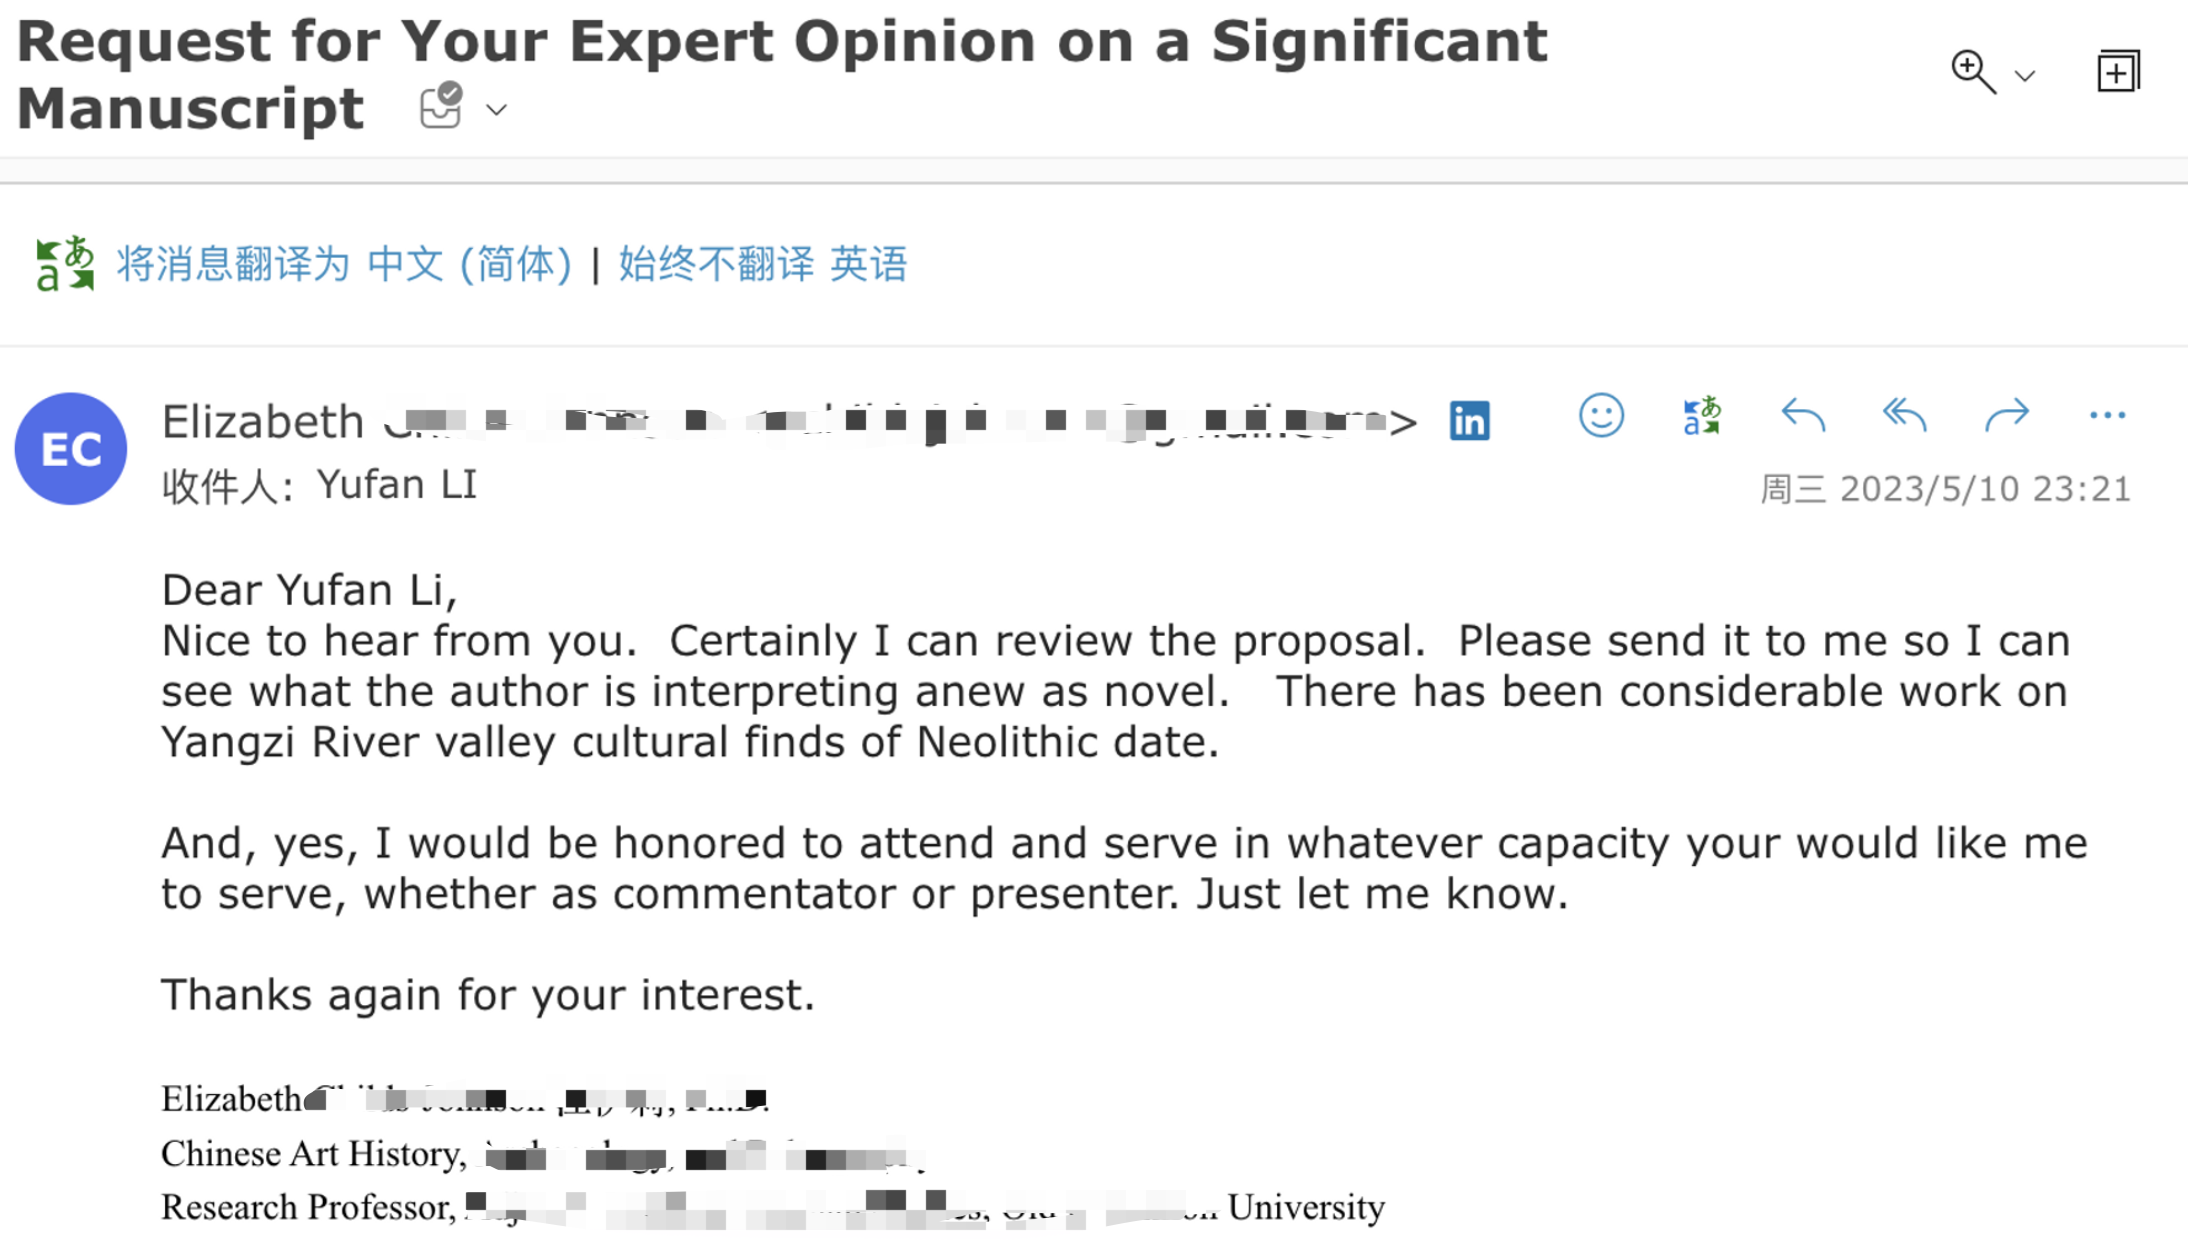 Request for Your Expert Opinion on a Significant
Manuscript
将消息翻译为 中文 (简体) | 始终不翻译 英语
EC
Elizabeth
收件人: Yufan LI
周三 2023/5/10 23:21
Dear Yufan Li,
Nice to hear from you.  Certainly I can review the proposal.  Please send it to me so I can
see what the author is interpreting anew as novel.   There has been considerable work on
Yangzi River valley cultural finds of Neolithic date.
And, yes, I would be honored to attend and serve in whatever capacity your would like me
to serve, whether as commentator or presenter. Just let me know.
Thanks again for your interest.
Elizabeth
Chinese Art History,
Research Professor, University